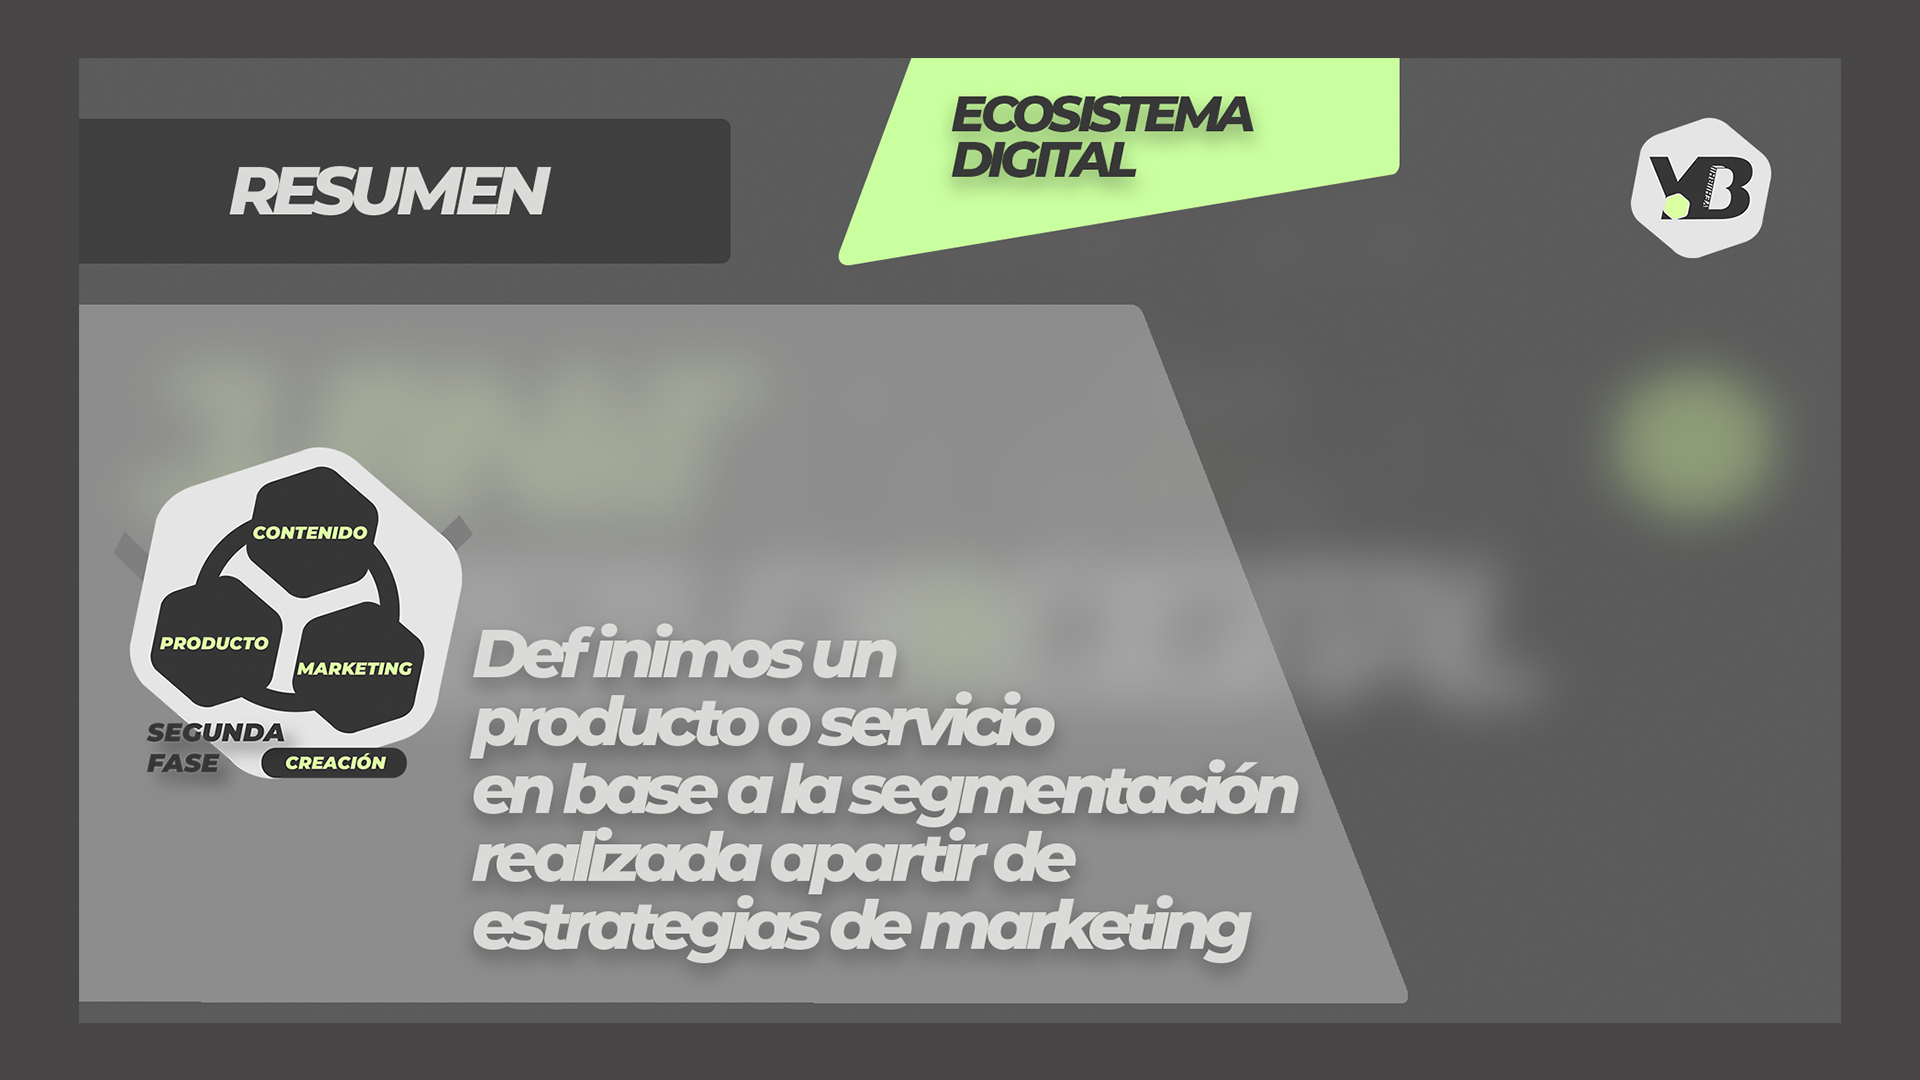 RESUMEN
ECOSISTEMA
DIGITAL
YB
CONTENIDO
PRODUCTO
MARKETING
SEGUNDA
FASE
CREACIÓN
Definimos un
producto o servicio
en base a la segmentación
realizada apartir de
estrategias de marketing